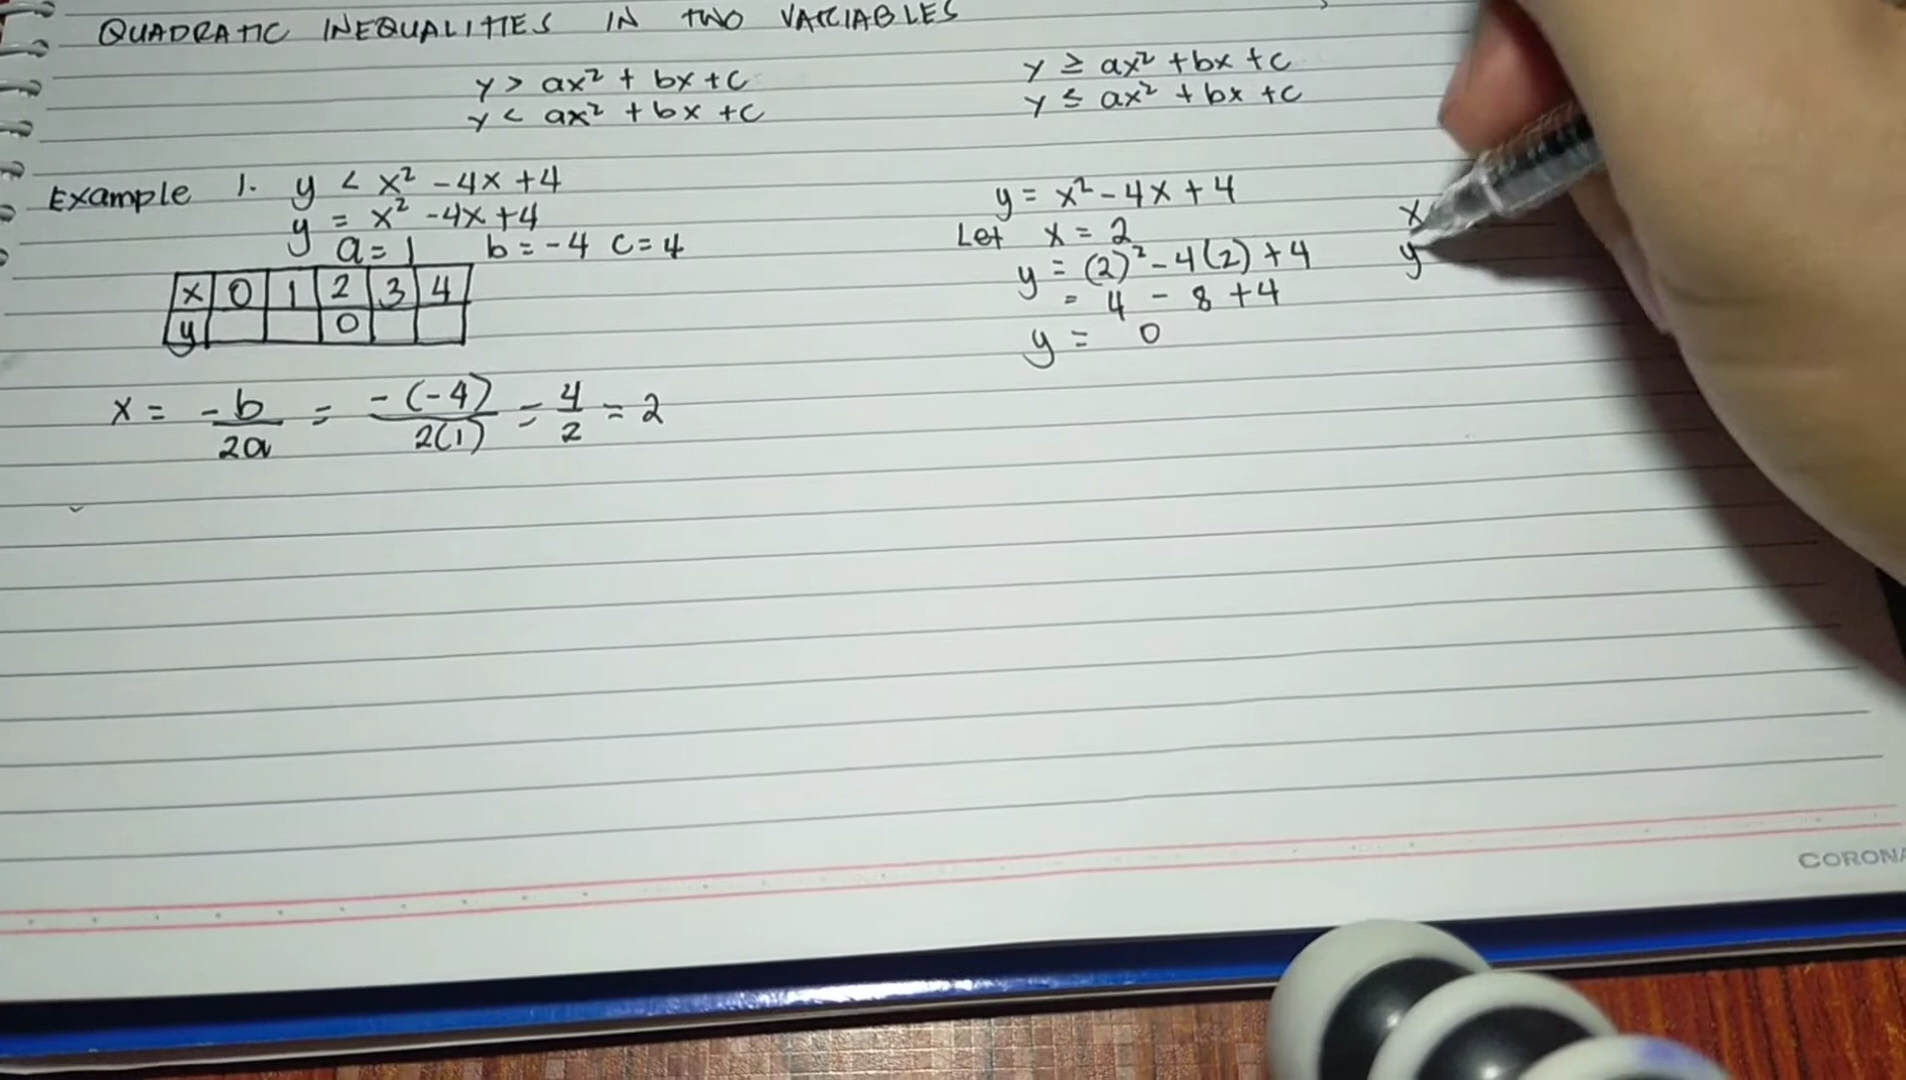 QUADRATIC INEQUALITIES IN TWO VARIABLES
y > ax² + bx + c
y < ax² + bx + c
y ≥ ax² + bx + c
y ≤ ax² + bx + c
Example 1. y < x² - 4x + 4
y = x² - 4x + 4
a = 1 b = -4 c = 4
x 0 1 2 3 4
y 0
x = -b/2a = -(-4)/2(1) = 4/2 = 2
y = x² - 4x + 4
Let x = 2
y = (2)² - 4(2) + 4
= 4 - 8 + 4
y = 0
x
y
CORONA